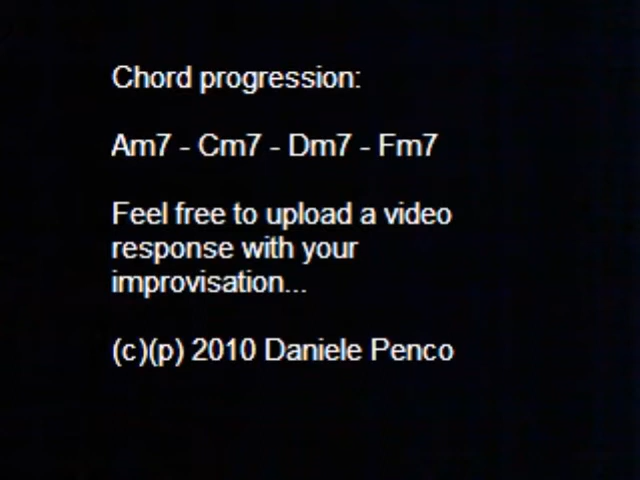 Chord progression:
Am7 - Cm7 - Dm7 - Fm7
Feel free to upload a video
response with your
improvisation...
(c)(p) 2010 Daniele Penco